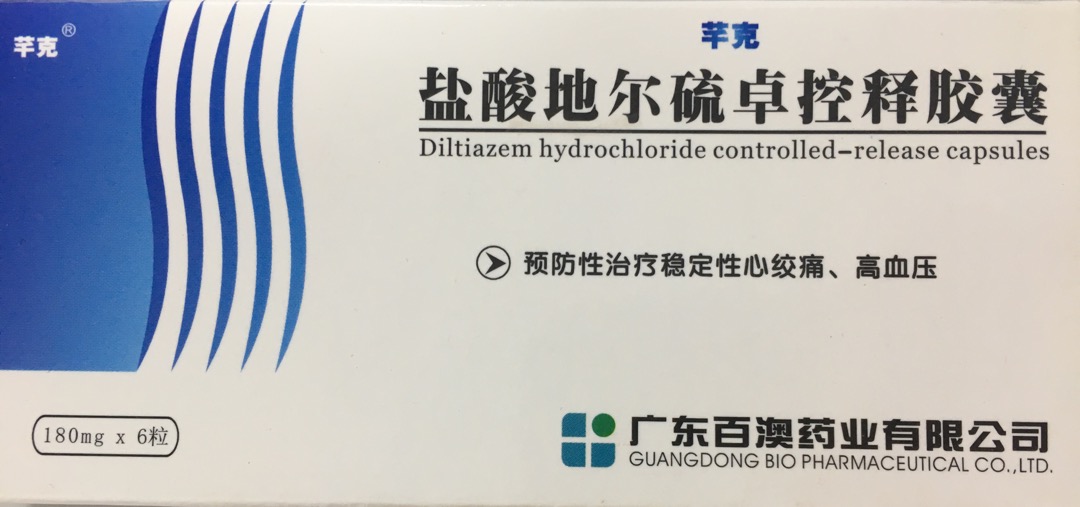 芊克®
芊克
盐酸地尔硫卓控释胶囊
Diltiazem hydrochloride controlled-release capsules
预防性治疗稳定性心绞痛、高血压
180mg x 6粒
广东百澳药业有限公司
GUANGDONG BIO PHARMACEUTICAL CO.,LTD.